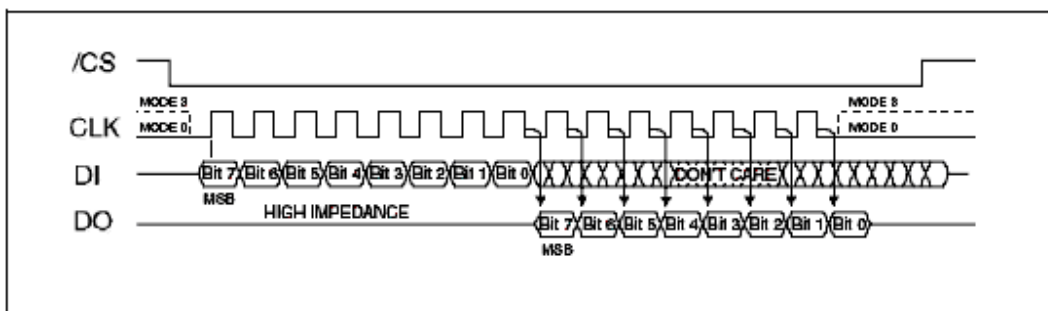 /CS
MODE 3 MODE 3
CLK MODE 0 MODE 0
DI Bit 7 Bit 6 Bit 5 Bit 4 Bit 3 Bit 2 Bit 1 Bit 0 DON'T CARE
MSB
DO HIGH IMPEDANCE Bit 7 Bit 6 Bit 5 Bit 4 Bit 3 Bit 2 Bit 1 Bit 0
MSB